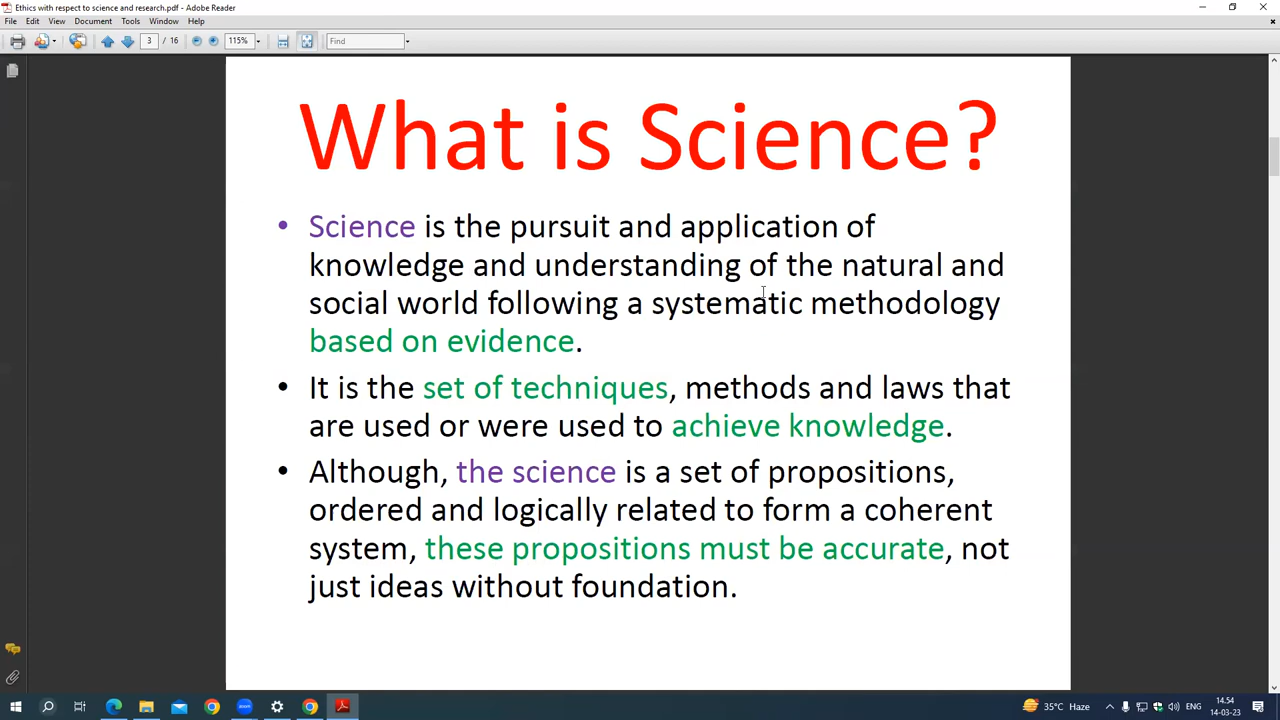 Ethics with respect to science and research.pdf - Adobe Reader
File Edit View Document Tools Window Help
3 / 16 115% Find
What is Science?
• Science is the pursuit and application of
knowledge and understanding of the natural and
social world following a systematic methodology
based on evidence.
• It is the set of techniques, methods and laws that
are used or were used to achieve knowledge.
• Although, the science is a set of propositions,
ordered and logically related to form a coherent
system, these propositions must be accurate, not
just ideas without foundation.
35°C Haze ENG 14.54
14-03-23